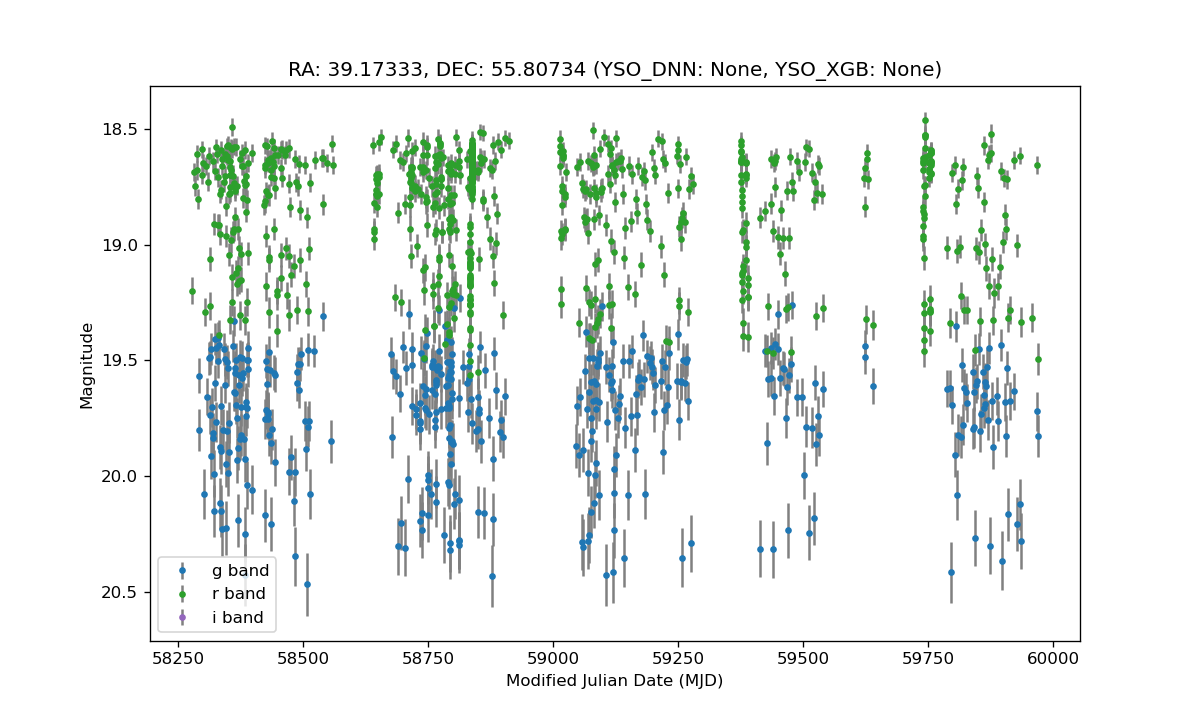 RA: 39.17333, DEC: 55.80734 (YSO_DNN: None, YSO_XGB: None)
18.5
19.0
19.5
20.0
20.5
Magnitude
g band
r band
i band
58250 58500 58750 59000 59250 59500 59750 60000
Modified Julian Date (MJD)